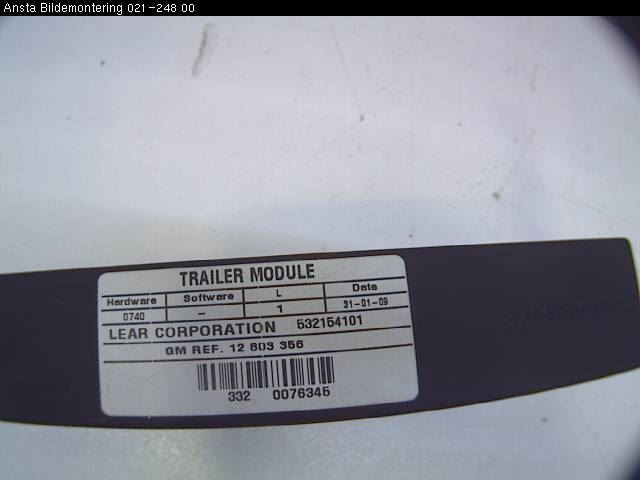 Ansta Bildemontering 021-248 00
TRAILER MODULE
Hardware Software L Date
0740 – 1 31-01-09
LEAR CORPORATION 532154101
GM REF. 12 803 356
332 0076345